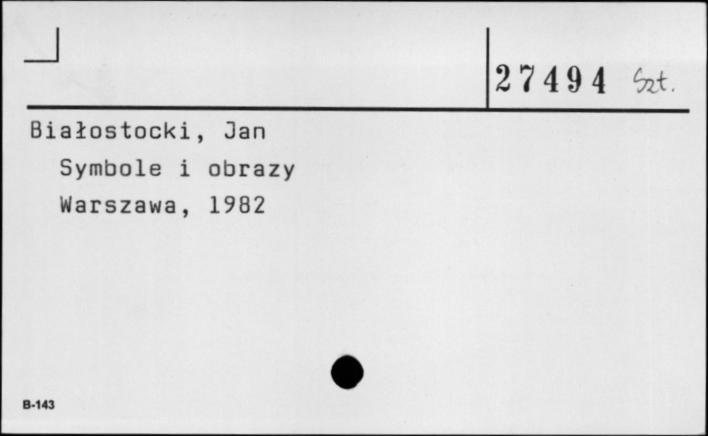 27494 Szt.
Białostocki, Jan
Symbole i obrazy
Warszawa, 1982
B-143